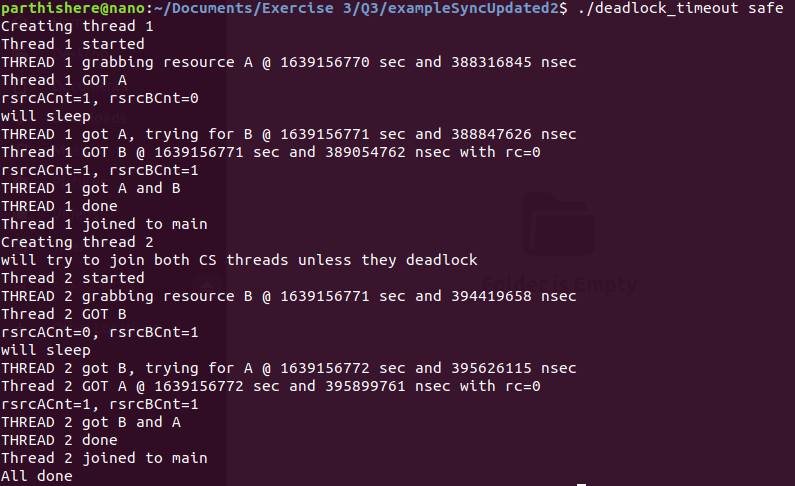 parthishere@nano:~/Documents/Exercise 3/Q3/exampleSyncUpdated2$ ./deadlock_timeout safe
Creating thread 1
Thread 1 started
THREAD 1 grabbing resource A @ 1639156770 sec and 388316845 nsec
Thread 1 GOT A
rsrcACnt=1, rsrcBCnt=0
will sleep
THREAD 1 got A, trying for B @ 1639156771 sec and 388847626 nsec
Thread 1 GOT B @ 1639156771 sec and 389054762 nsec with rc=0
rsrcACnt=1, rsrcBCnt=1
THREAD 1 got A and B
THREAD 1 done
Thread 1 joined to main
Creating thread 2
will try to join both CS threads unless they deadlock
Thread 2 started
THREAD 2 grabbing resource B @ 1639156771 sec and 394419658 nsec
Thread 2 GOT B
rsrcACnt=0, rsrcBCnt=1
will sleep
THREAD 2 got B, trying for A @ 1639156772 sec and 395626115 nsec
Thread 2 GOT A @ 1639156772 sec and 395899761 nsec with rc=0
rsrcACnt=1, rsrcBCnt=1
THREAD 2 got B and A
THREAD 2 done
Thread 2 joined to main
All done